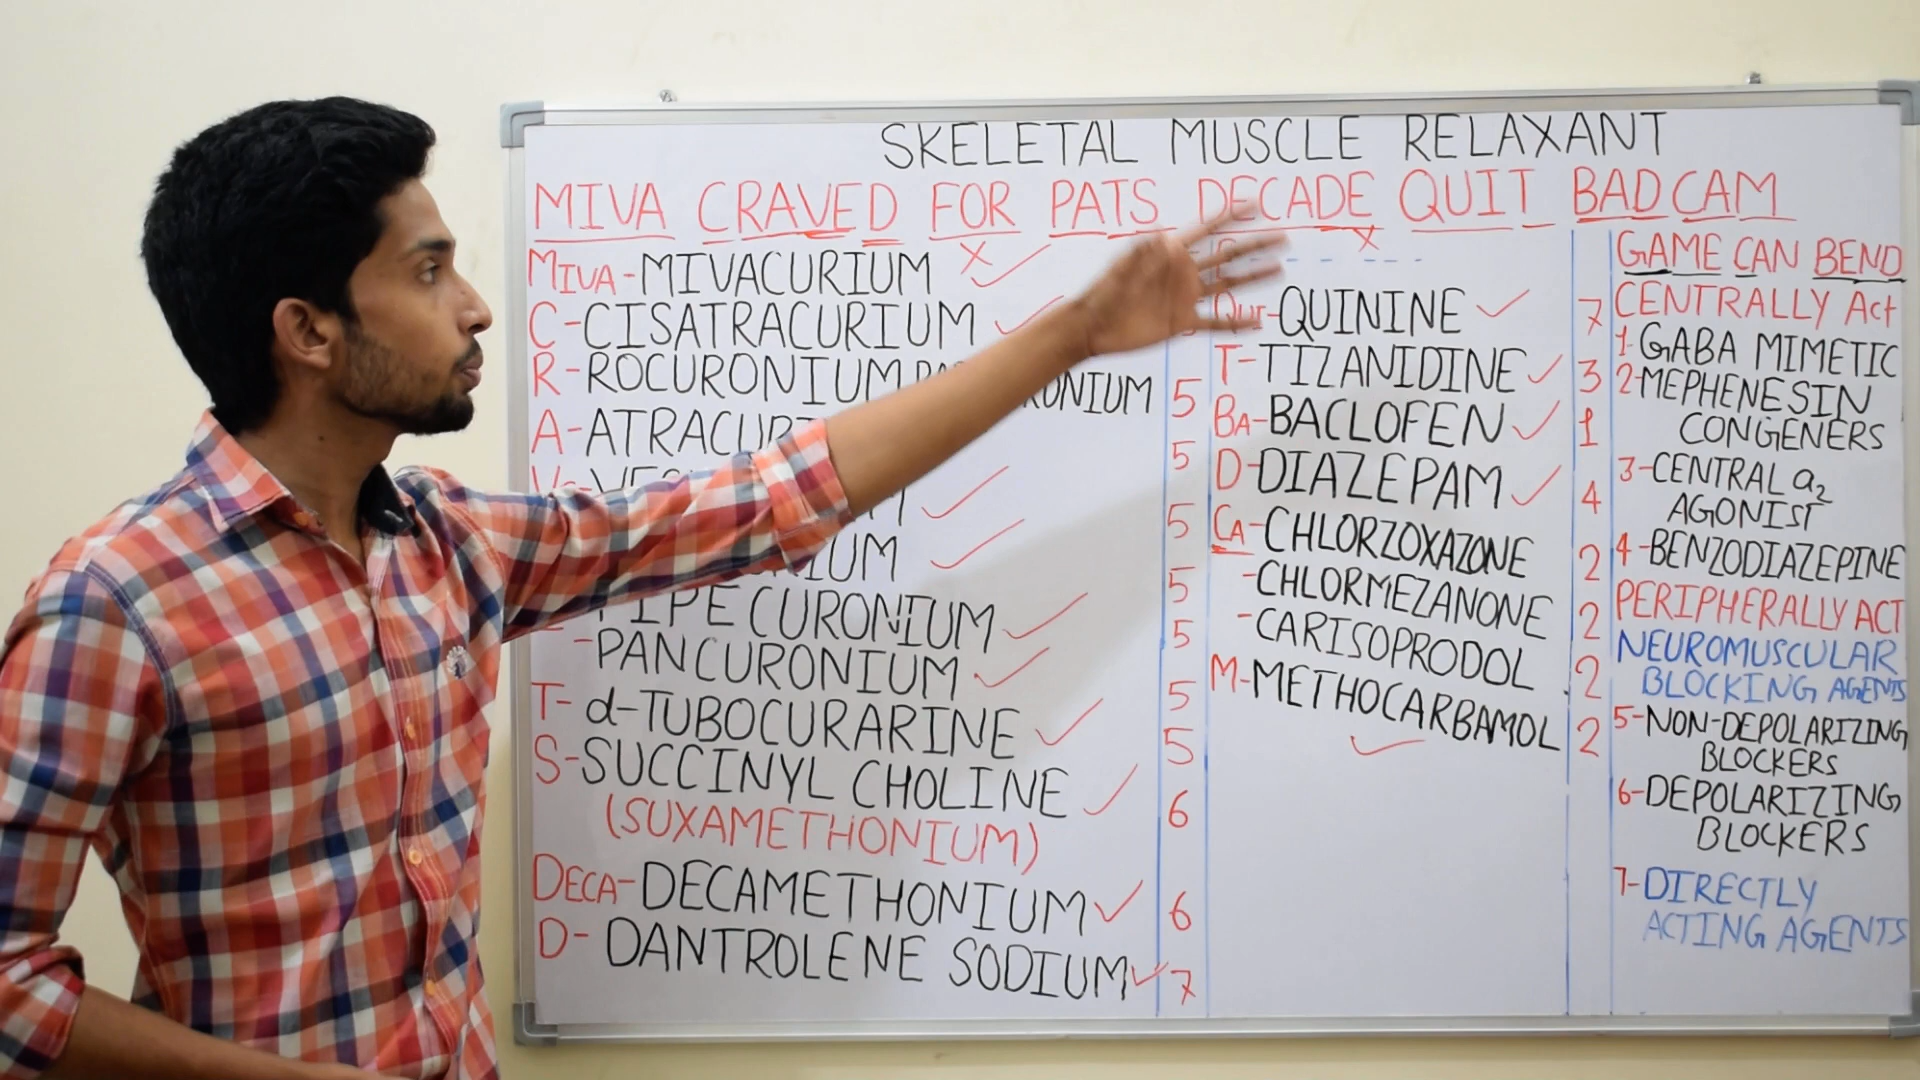 SKELETAL MUSCLE RELAXANT
MIVA CRAVED FOR PATS DECADE QUIT BAD CAM
MIVA-MIVACURIUM
C-CISATRACURIUM
R-ROCURONIUM
5
A-
5
5
5
PIPECURONIUM
5
-PANCURONIUM
5
T- d-TUBOCURARINE
5
S-SUCCINYL CHOLINE
6
(SUXAMETHONIUM)
DECA-DECAMETHONIUM
6
D- DANTROLENE SODIUM
7
QUI-QUININE
7
T-TIZANIDINE
3
BA-BACLOFEN
1
D-DIAZEPAM
4
CA-CHLORZOXAZONE
2
-CHLORMEZANONE
2
-CARISOPRODOL
2
M-METHOCARBAMOL
2
GAME CAN BEND
CENTRALLY Act
1-GABA MIMETIC
2-MEPHENESIN
CONGENERS
3-CENTRAL a2
AGONIST
4-BENZODIAZEPINE
PERIPHERALLY ACT
NEUROMUSCULAR
BLOCKING AGENTS
5-NON-DEPOLARIZING
BLOCKERS
6-DEPOLARIZING
BLOCKERS
7-DIRECTLY
ACTING AGENTS